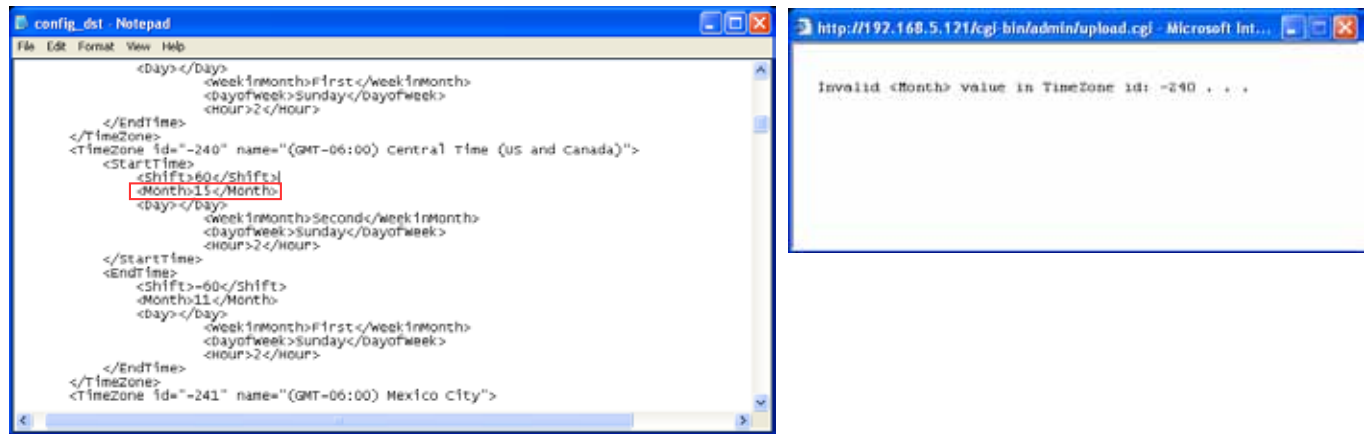 config_dst - Notepad
File Edit Format View Help
<Day></Day>
<WeekinMonth>First</WeekinMonth>
<DayofWeek>Sunday</DayofWeek>
<Hour>2</Hour>
</EndTime>
</TimeZone>
<TimeZone id="-240" name="(GMT-06:00) Central Time (US and Canada)">
<StartTime>
<Shift>60</Shift>
<Month>15</Month>
<Day></Day>
<WeekinMonth>Second</WeekinMonth>
<DayofWeek>Sunday</DayofWeek>
<Hour>2</Hour>
</StartTime>
<EndTime>
<Shift>-60</Shift>
<Month>11</Month>
<Day></Day>
<WeekinMonth>First</WeekinMonth>
<DayofWeek>Sunday</DayofWeek>
<Hour>2</Hour>
</EndTime>
</TimeZone>
<TimeZone id="-241" name="(GMT-06:00) Mexico City">
http://192.168.5.121/cgi-bin/admin/upload.cgi - Microsoft Int...
Invalid <Month> value in TimeZone id: -240 . . .